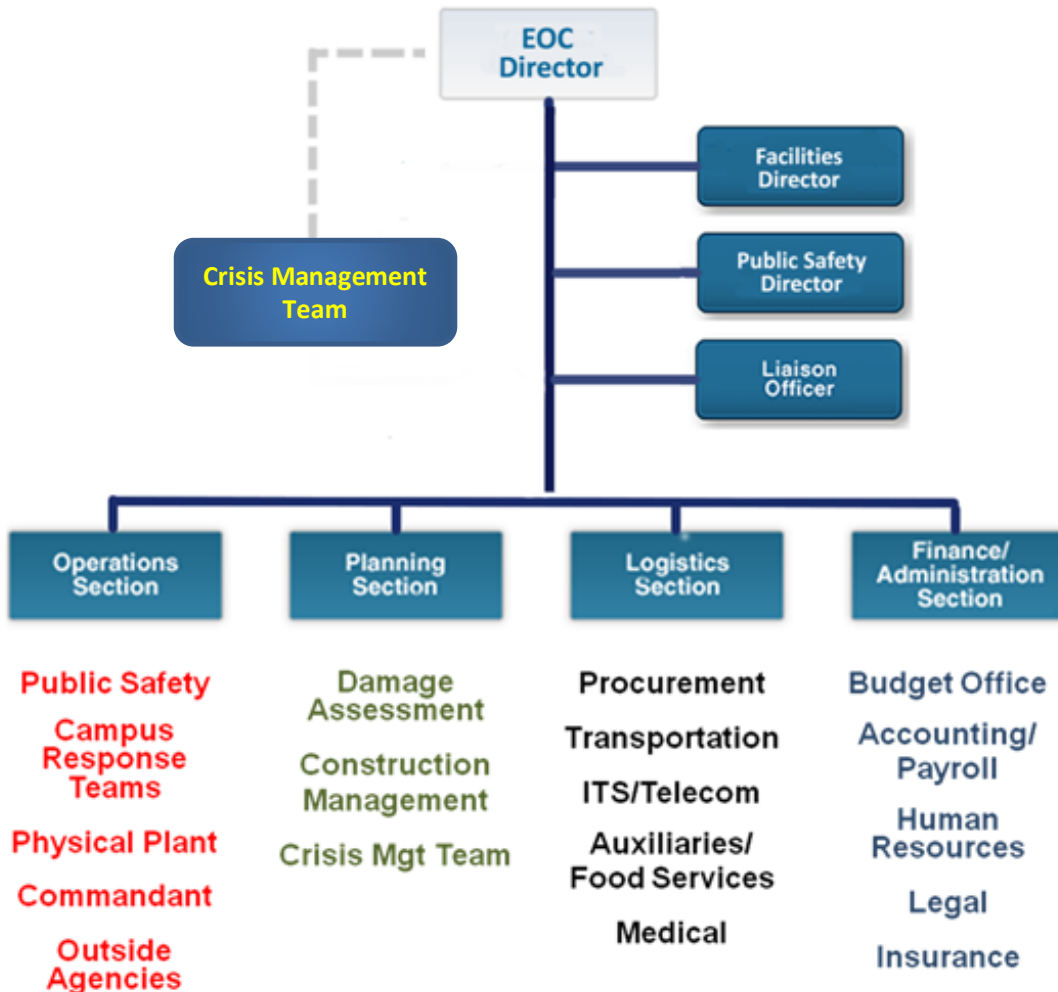 EOC
Director
Facilities
Director
Public Safety
Director
Crisis Management
Team
Liaison
Officer
Operations
Section
Planning
Section
Logistics
Section
Finance/
Administration
Section
Public Safety
Campus
Response
Teams
Physical Plant
Commandant
Outside
Agencies
Damage
Assessment
Construction
Management
Crisis Mgt Team
Procurement
Transportation
ITS/Telecom
Auxiliaries/
Food Services
Medical
Budget Office
Accounting/
Payroll
Human
Resources
Legal
Insurance